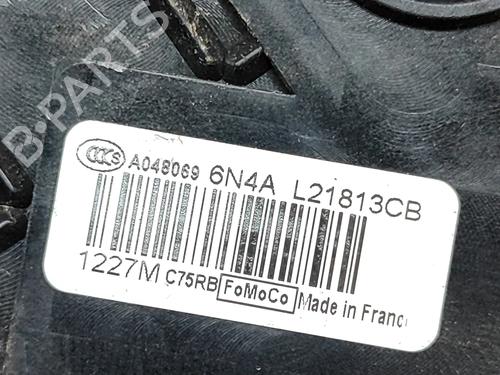 B-PARTS
CCC S A048069 6N4A L21813CB
1227M C75RB FoMoCo Made in France